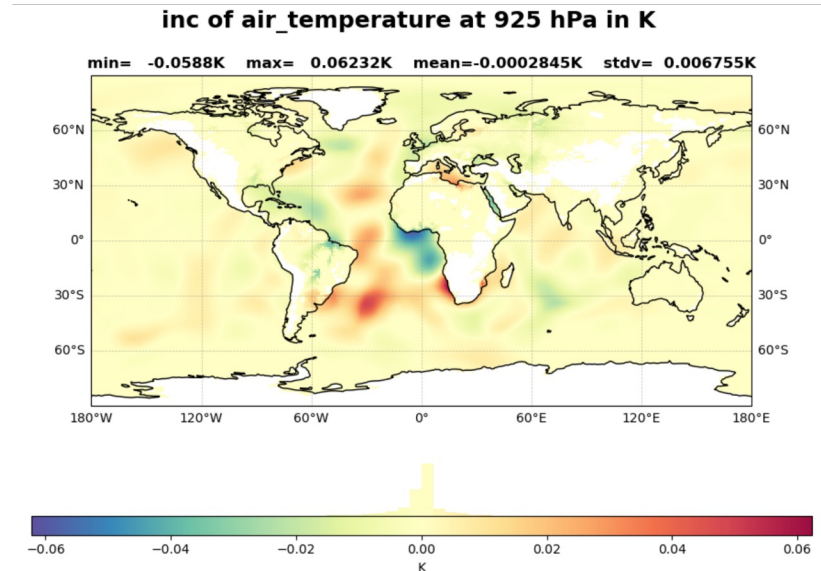 inc of air_temperature at 925 hPa in K
min= -0.0588K max= 0.06232K mean=-0.0002845K stdv= 0.006755K
60°N 60°N
30°N 30°N
0° 0°
30°S 30°S
60°S 60°S
180°W 120°W 60°W 0° 60°E 120°E 180°E
−0.06 −0.04 −0.02 0.00 0.02 0.04 0.06
K